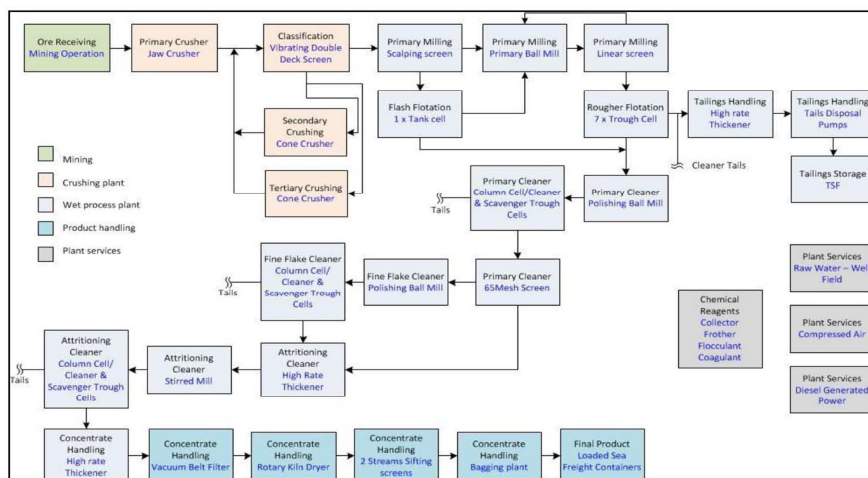 Ore Receiving
Mining Operation
Primary Crusher
Jaw Crusher
Classification
Vibrating Double
Deck Screen
Primary Milling
Scalping screen
Primary Milling
Primary Ball Mill
Primary Milling
Linear screen
Flash Flotation
1 x Tank cell
Rougher Flotation
7 x Trough Cell
Tailings Handling
High rate
Thickener
Tailings Handling
Tails Disposal
Pumps
Secondary
Crushing
Cone Crusher
Cleaner Tails
Tailings Storage
TSF
Mining
Crushing plant
Wet process plant
Product handling
Plant services
Tertiary Crushing
Cone Crusher
Tails
Primary Cleaner
Column Cell/Cleaner
& Scavenger Trough
Cells
Primary Cleaner
Polishing Ball Mill
Tails
Fine Flake Cleaner
Column Cell/
Cleaner &
Scavenger Trough
Cells
Fine Flake Cleaner
Polishing Ball Mill
Primary Cleaner
65Mesh Screen
Chemical
Reagents
Collector
Frother
Flocculant
Coagulant
Plant Services
Raw Water – Well
Field
Plant Services
Compressed Air
Plant Services
Diesel Generated
Power
Tails
Attritioning
Cleaner
Column Cell/
Cleaner &
Scavenger Trough
Cells
Attritioning
Cleaner
Stirred Mill
Attritioning
Cleaner
High Rate
Thickener
Concentrate
Handling
High rate
Thickener
Concentrate
Handling
Vacuum Belt Filter
Concentrate
Handling
Rotary Kiln Dryer
Concentrate
Handling
2 Streams Sifting
screens
Concentrate
Handling
Bagging plant
Final Product
Loaded Sea
Freight Containers